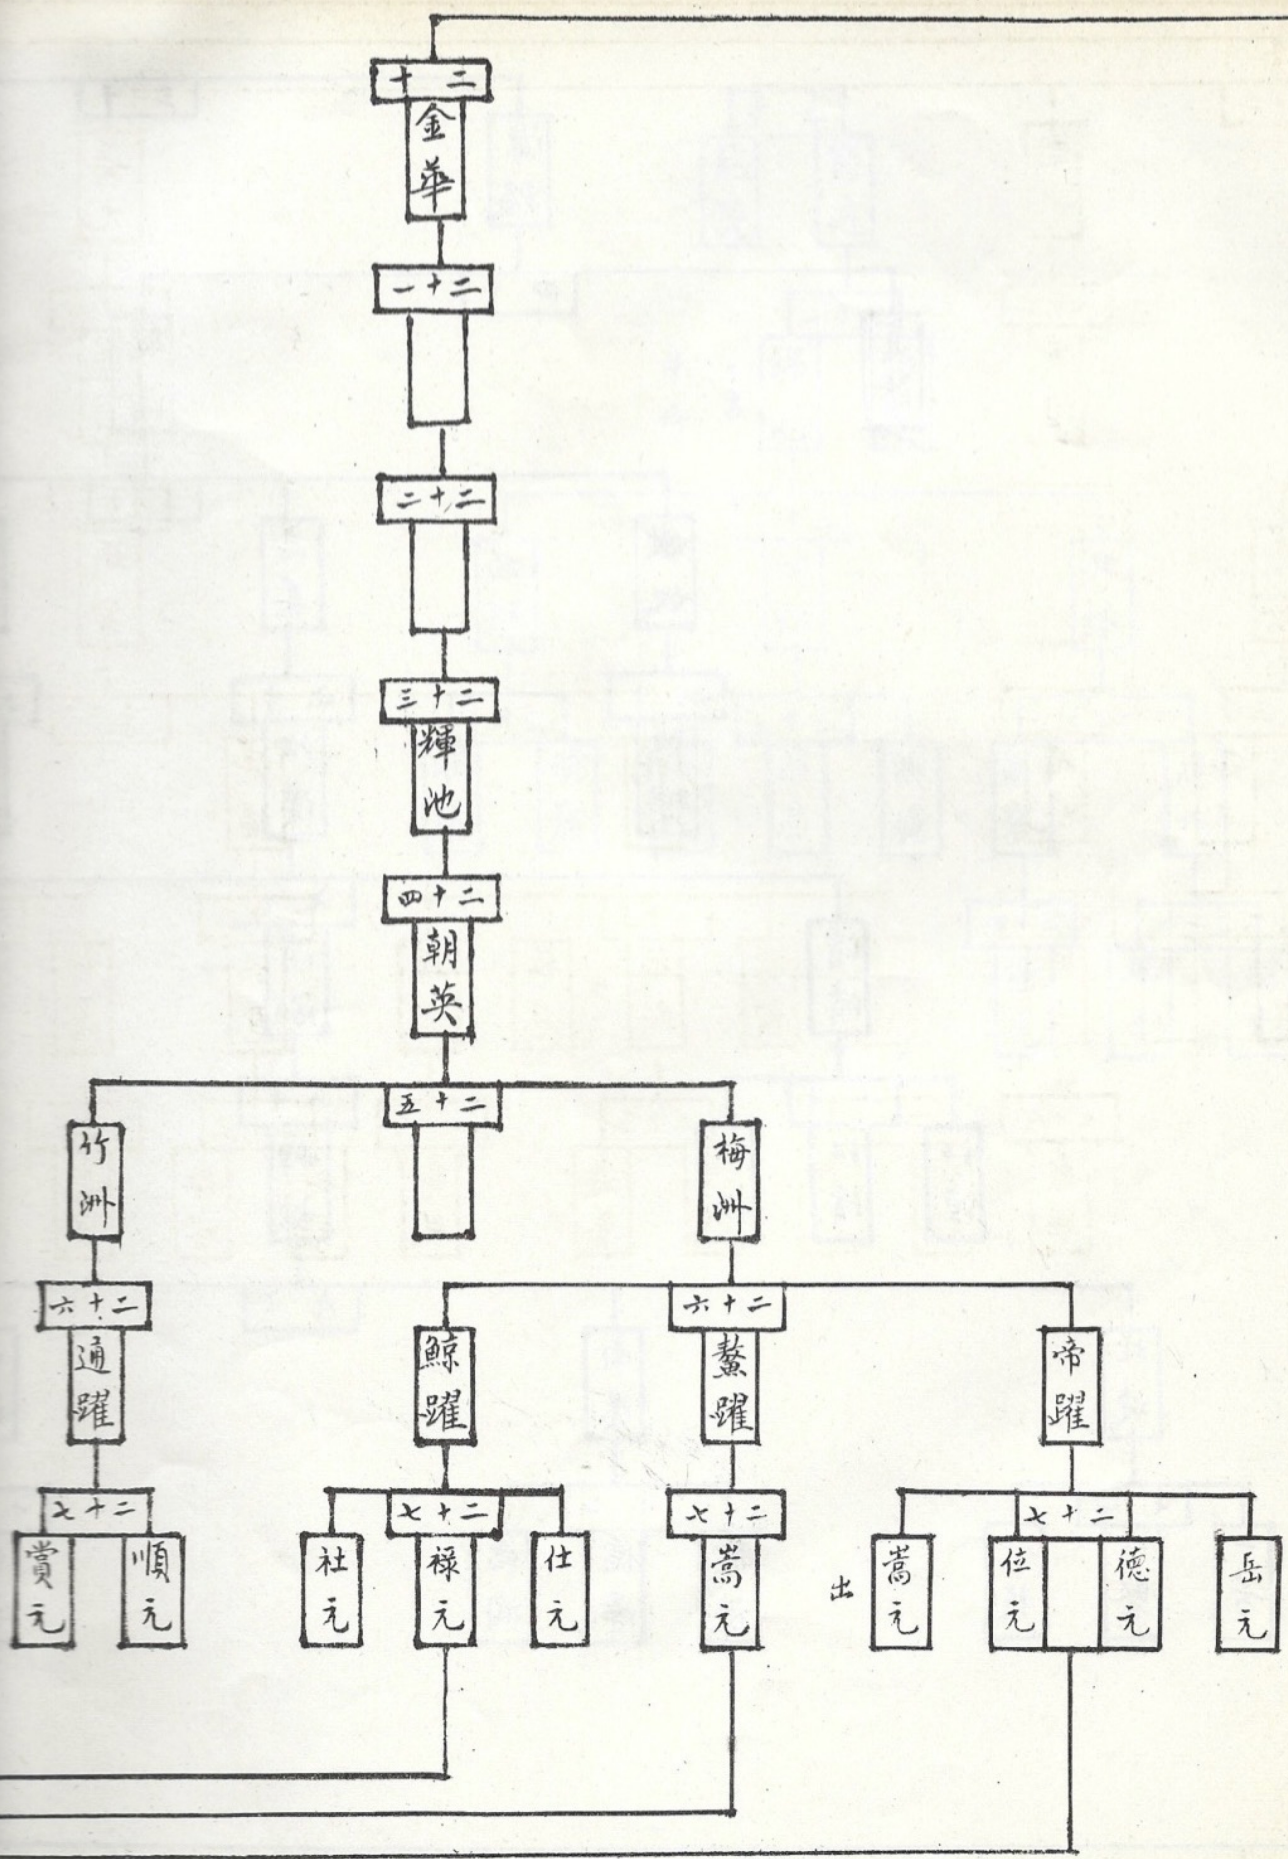 二十
金華
二十一
二十二
二十三
輝池
二十四
朝英
二十五
梅洲
竹洲
二十六
帝躍
鰲躍
鯨躍
二十六
通躍
二十七
岳元
德元
位元
嵩元
出
二十七
嵩元
二十七
仕元
祿元
社元
二十七
順元
賞元